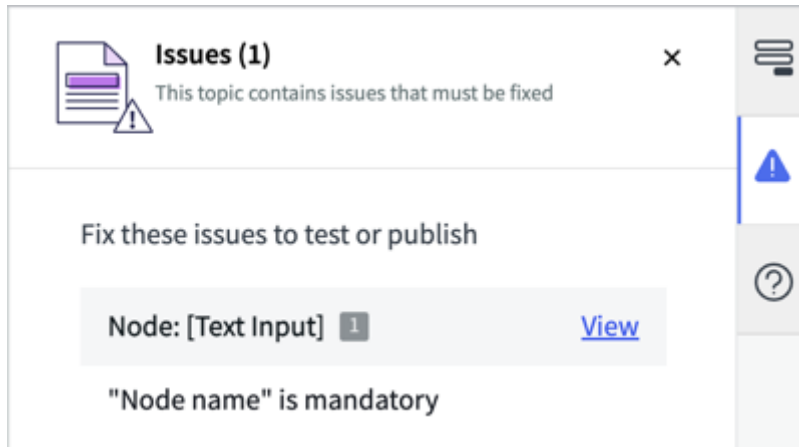 Issues (1)
This topic contains issues that must be fixed
Fix these issues to test or publish
Node: [Text Input] 1
View
"Node name" is mandatory